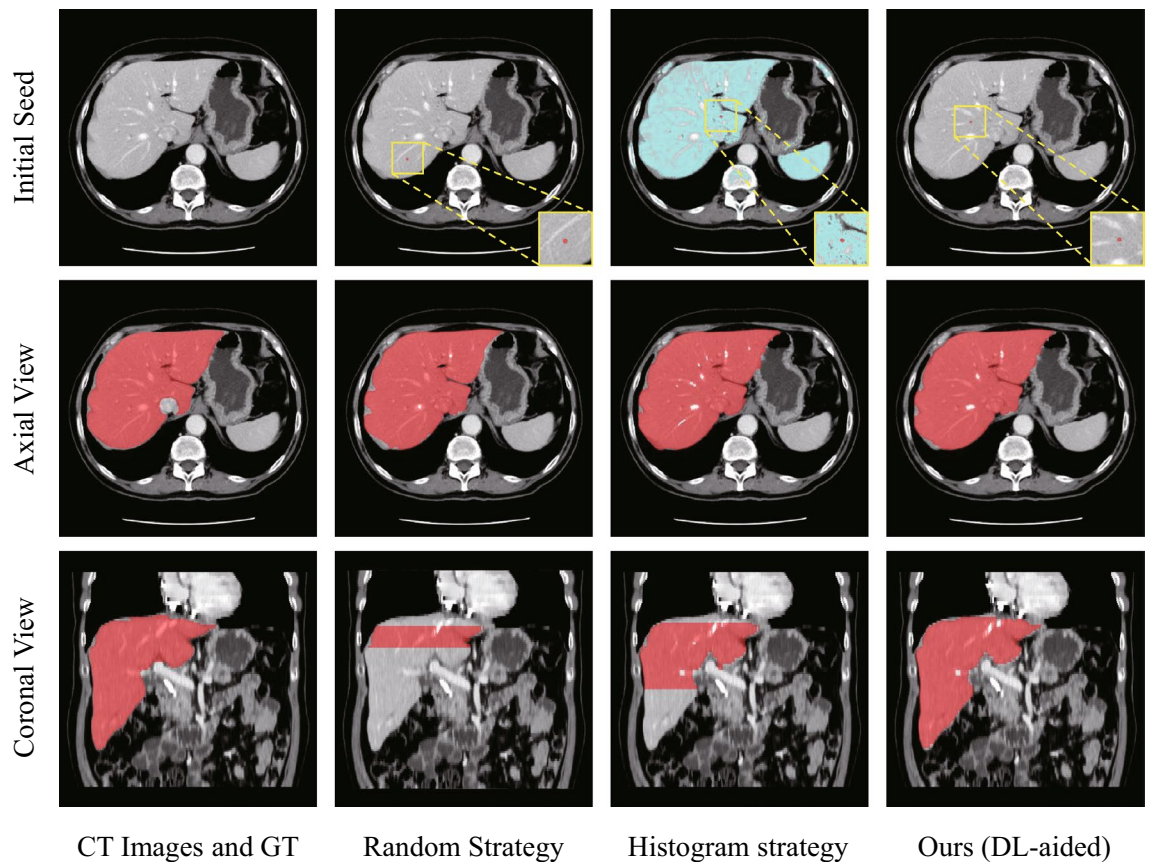 Initial Seed
Axial View
Coronal View
CT Images and GT
Random Strategy
Histogram strategy
Ours (DL-aided)